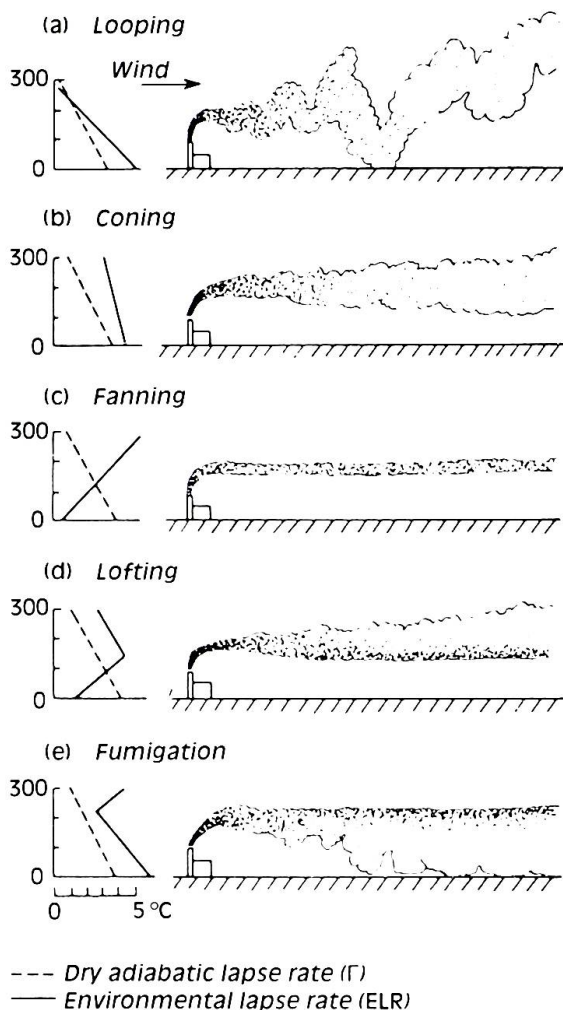 (a) Looping
300
Wind
0
(b) Coning
300
0
(c) Fanning
300
0
(d) Lofting
300
0
(e) Fumigation
300
0
0 5 °C
--- Dry adiabatic lapse rate (Γ)
— Environmental lapse rate (ELR)